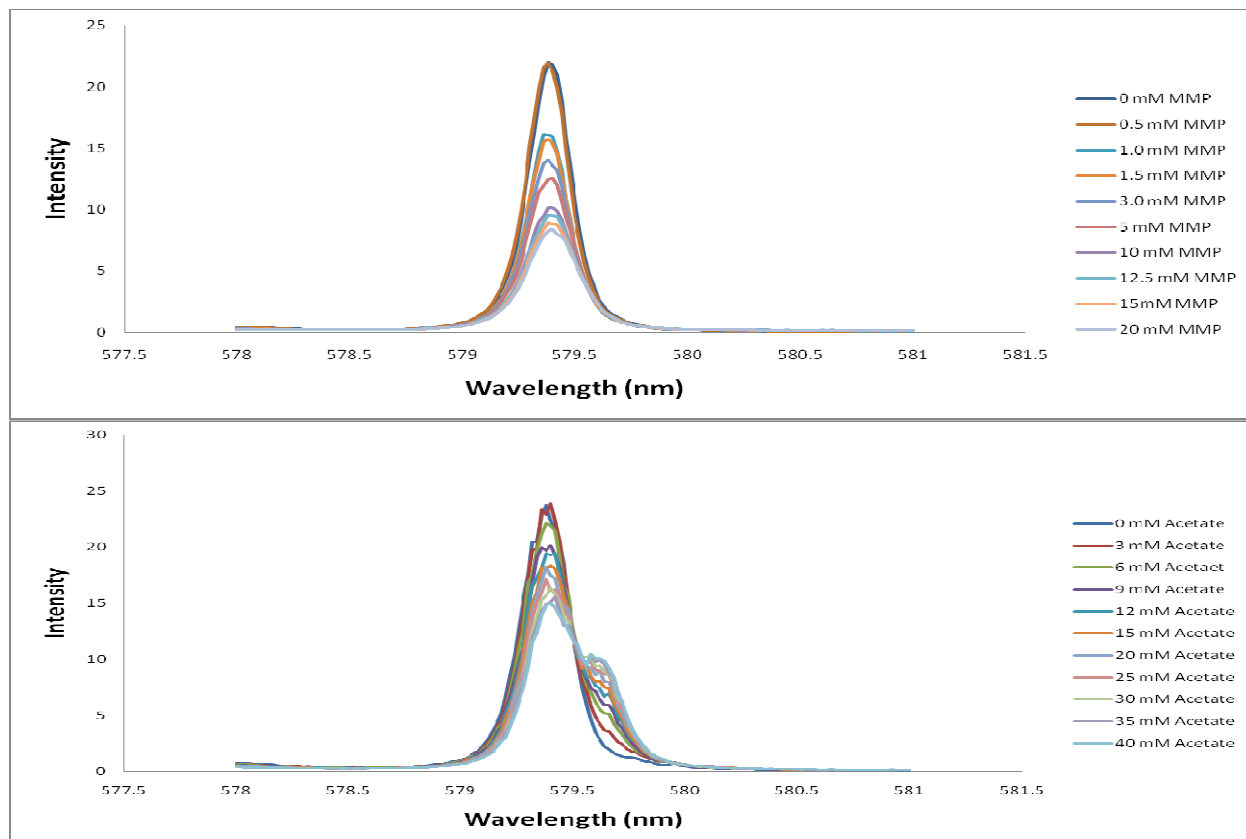 25
20
15
10
5
0
577.5 578 578.5 579 579.5 580 580.5 581 581.5
Intensity
Wavelength (nm)
0 mM MMP
0.5 mM MMP
1.0 mM MMP
1.5 mM MMP
3.0 mM MMP
5 mM MMP
10 mM MMP
12.5 mM MMP
15mM MMP
20 mM MMP
30
25
20
15
10
5
0
577.5 578 578.5 579 579.5 580 580.5 581 581.5
Intensity
Wavelength (nm)
0 mM Acetate
3 mM Acetate
6 mM Acetaet
9 mM Acetate
12 mM Acetate
15 mM Acetate
20 mM Acetate
25 mM Acetate
30 mM Acetate
35 mM Acetate
40 mM Acetate